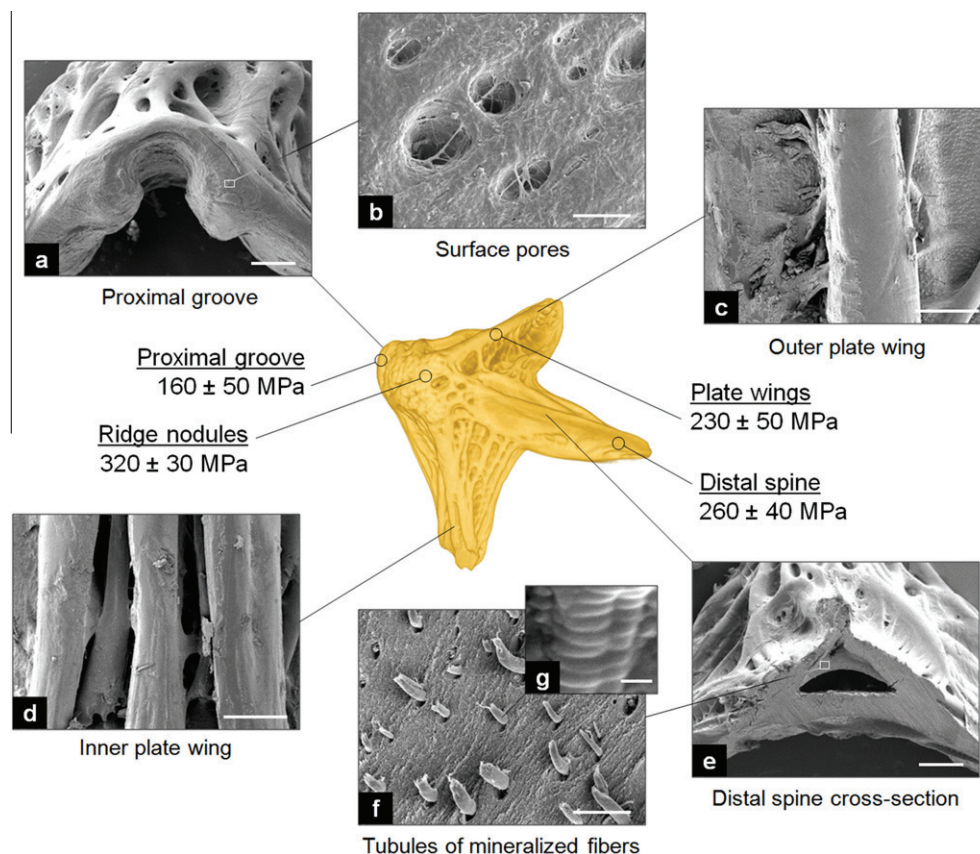 a
Proximal groove
b
Surface pores
c
Outer plate wing
Proximal groove
160 ± 50 MPa
Ridge nodules
320 ± 30 MPa
Plate wings
230 ± 50 MPa
Distal spine
260 ± 40 MPa
d
Inner plate wing
g
f
Tubules of mineralized fibers
e
Distal spine cross-section